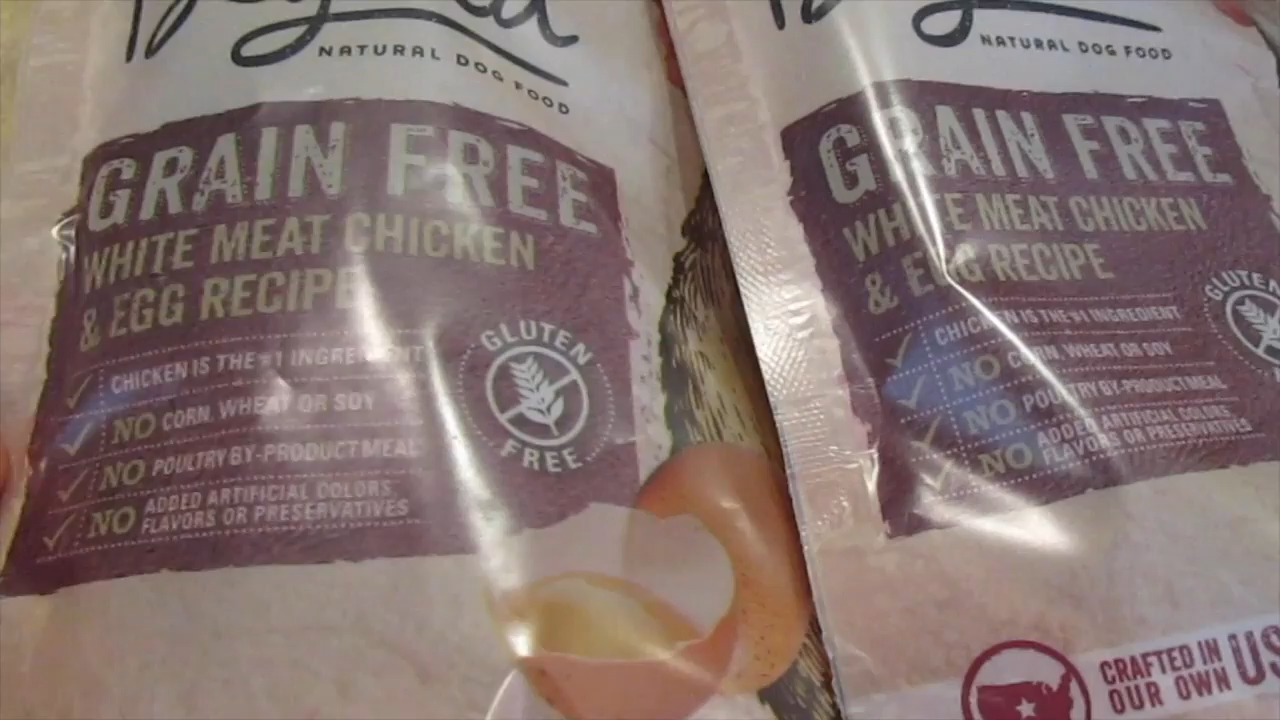 Beyond
NATURAL DOG FOOD
GRAIN FREE
WHITE MEAT CHICKEN
& EGG RECIPE
CHICKEN IS THE #1 INGREDIENT
NO CORN, WHEAT OR SOY
NO POULTRY BY-PRODUCT MEAL
NO ADDED ARTIFICIAL COLORS
FLAVORS OR PRESERVATIVES
GLUTEN
FREE
NATURAL DOG FOOD
GRAIN FREE
WHITE MEAT CHICKEN
& EGG RECIPE
CHICKEN IS THE #1 INGREDIENT
NO CORN, WHEAT OR SOY
NO POULTRY BY-PRODUCT MEAL
NO ADDED ARTIFICIAL COLORS
FLAVORS OR PRESERVATIVES
GLUTEN
CRAFTED IN
OUR OWN US